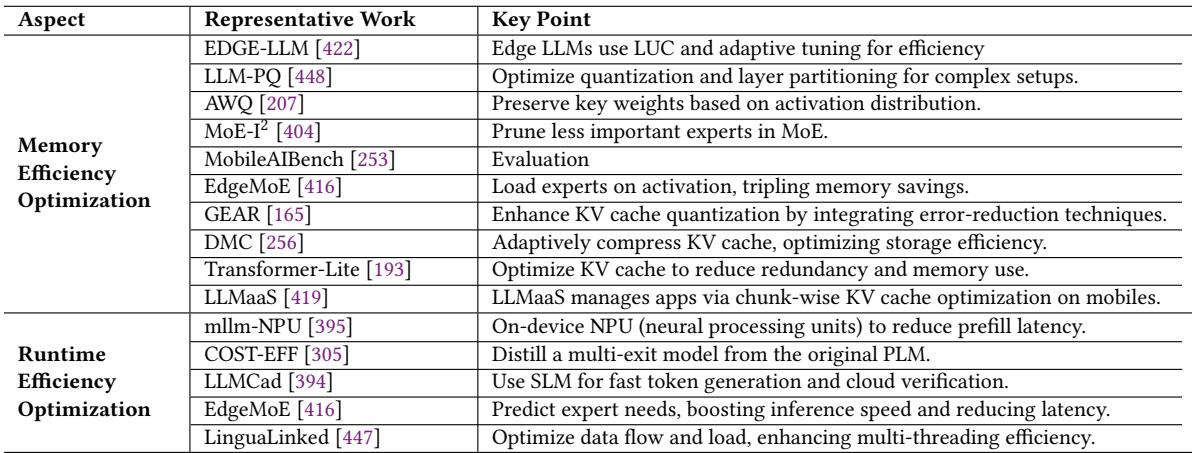 Aspect Representative Work Key Point
EDGE-LLM [422] Edge LLMs use LUC and adaptive tuning for efficiency
LLM-PQ [448] Optimize quantization and layer partitioning for complex setups.
AWQ [207] Preserve key weights based on activation distribution.
MoE-I² [404] Prune less important experts in MoE.
Memory
Efficiency
Optimization
MobileAIBench [253] Evaluation
EdgeMoE [416] Load experts on activation, tripling memory savings.
GEAR [165] Enhance KV cache quantization by integrating error-reduction techniques.
DMC [256] Adaptively compress KV cache, optimizing storage efficiency.
Transformer-Lite [193] Optimize KV cache to reduce redundancy and memory use.
LLMaaS [419] LLMaaS manages apps via chunk-wise KV cache optimization on mobiles.
mllm-NPU [395] On-device NPU (neural processing units) to reduce prefill latency.
Runtime
Efficiency
Optimization
COST-EFF [305] Distill a multi-exit model from the original PLM.
LLMCad [394] Use SLM for fast token generation and cloud verification.
EdgeMoE [416] Predict expert needs, boosting inference speed and reducing latency.
LinguaLinked [447] Optimize data flow and load, enhancing multi-threading efficiency.